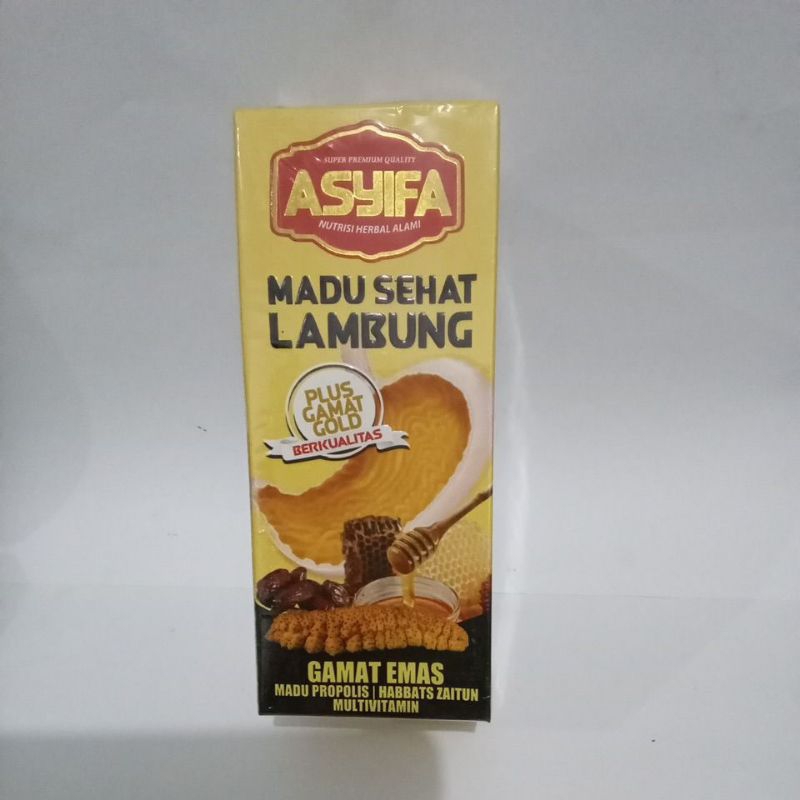 SUPER PREMIUM QUALITY
ASYIFA
NUTRISI HERBAL ALAMI
MADU SEHAT
LAMBUNG
PLUS
GAMAT
GOLD
BERKUALITAS
GAMAT EMAS
MADU PROPOLIS | HABBATS ZAITUN
MULTIVITAMIN